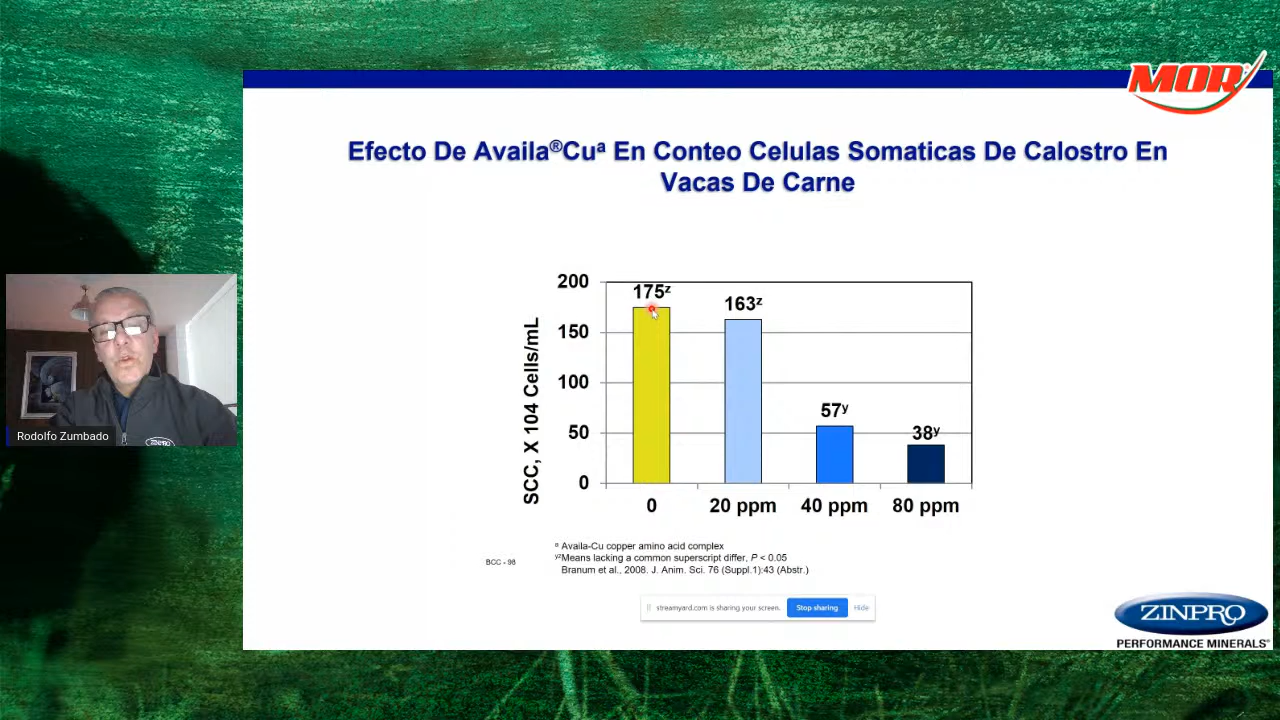 MOR
Efecto De Availa®Cuª En Conteo Celulas Somaticas De Calostro En
Vacas De Carne
SCC, X 104 Cells/mL
200
150
100
50
0
175ᶻ
163ᶻ
57ʸ
38ʸ
0
20 ppm
40 ppm
80 ppm
ª Availa-Cu copper amino acid complex
ʸᶻMeans lacking a common superscript differ, P < 0.05
Branum et al., 2008. J. Anim. Sci. 76 (Suppl.1):43 (Abstr.)
BCC - 98
streamyard.com is sharing your screen.
Stop sharing
Hide
Rodolfo Zumbado
ZINPRO
PERFORMANCE MINERALS®